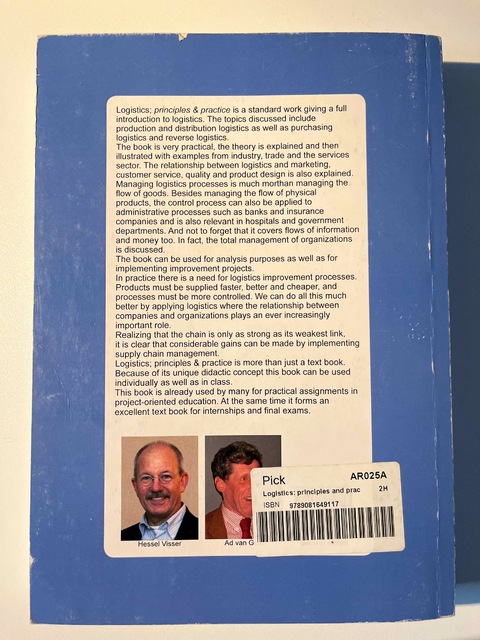 Logistics; principles & practice is a standard work giving a full
introduction to logistics. The topics discussed include
production and distribution logistics as well as purchasing
logistics and reverse logistics.
The book is very practical, the theory is explained and then
illustrated with examples from industry, trade and the services
sector. The relationship between logistics and marketing,
customer service, quality and product design is also explained.
Managing logistics processes is much morthan managing the
flow of goods. Besides managing the flow of physical
products, the control process can also be applied to
administrative processes such as banks and insurance
companies and is also relevant in hospitals and government
departments. And not to forget that it covers flows of information
and money too. In fact, the total management of organizations
is discussed.
The book can be used for analysis purposes as well as for
implementing improvement projects.
In practice there is a need for logistics improvement processes.
Products must be supplied faster, better and cheaper, and
processes must be more controlled. We can do all this much
better by applying logistics where the relationship between
companies and organizations plays an ever increasingly
important role.
Realizing that the chain is only as strong as its weakest link,
it is clear that considerable gains can be made by implementing
supply chain management.
Logistics; principles & practice is more than just a text book.
Because of its unique didactic concept this book can be used
individually as well as in class.
This book is already used by many for practical assignments in
project-oriented education. At the same time it forms an
excellent text book for internships and final exams.
Pick AR025A
Logistics: principles and prac 2H
ISBN 9789081649117
Hessel Visser Ad van G